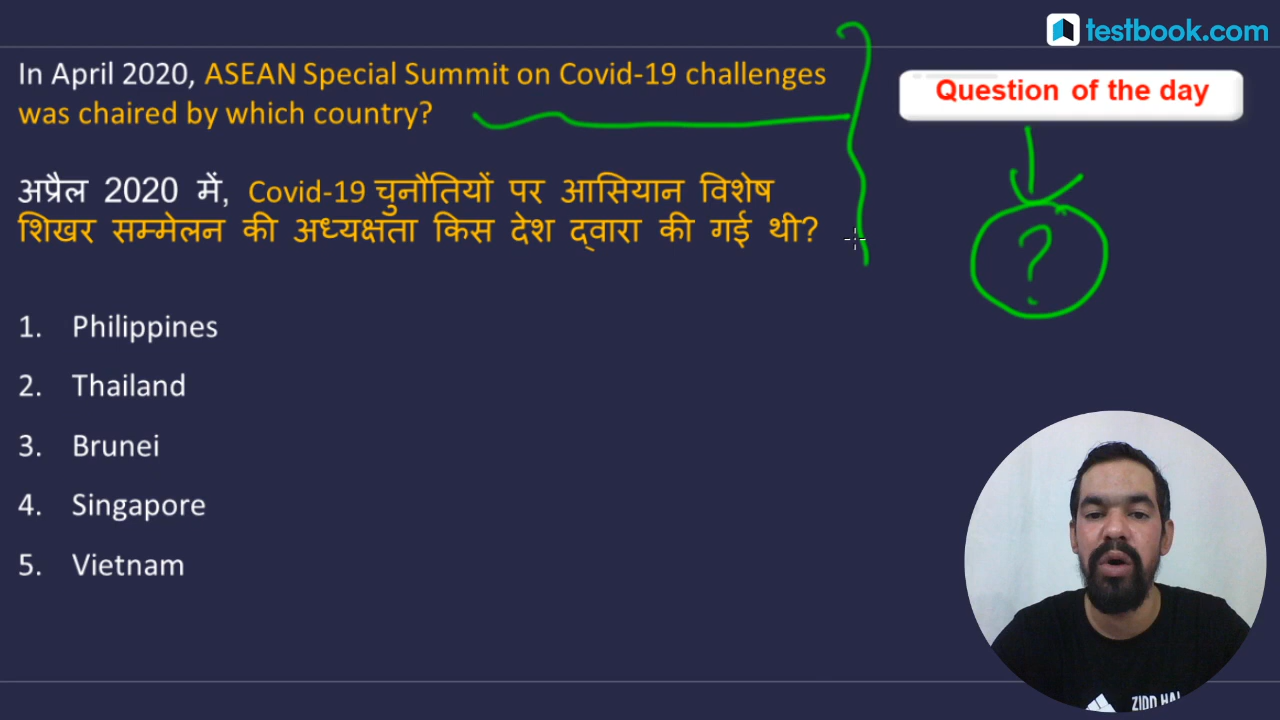 testbook.com
In April 2020, ASEAN Special Summit on Covid-19 challenges
was chaired by which country?
Question of the day
?
अप्रैल 2020 में, Covid-19 चुनौतियों पर आसियान विशेष
शिखर सम्मेलन की अध्यक्षता किस देश द्वारा की गई थी?
1. Philippines
2. Thailand
3. Brunei
4. Singapore
5. Vietnam